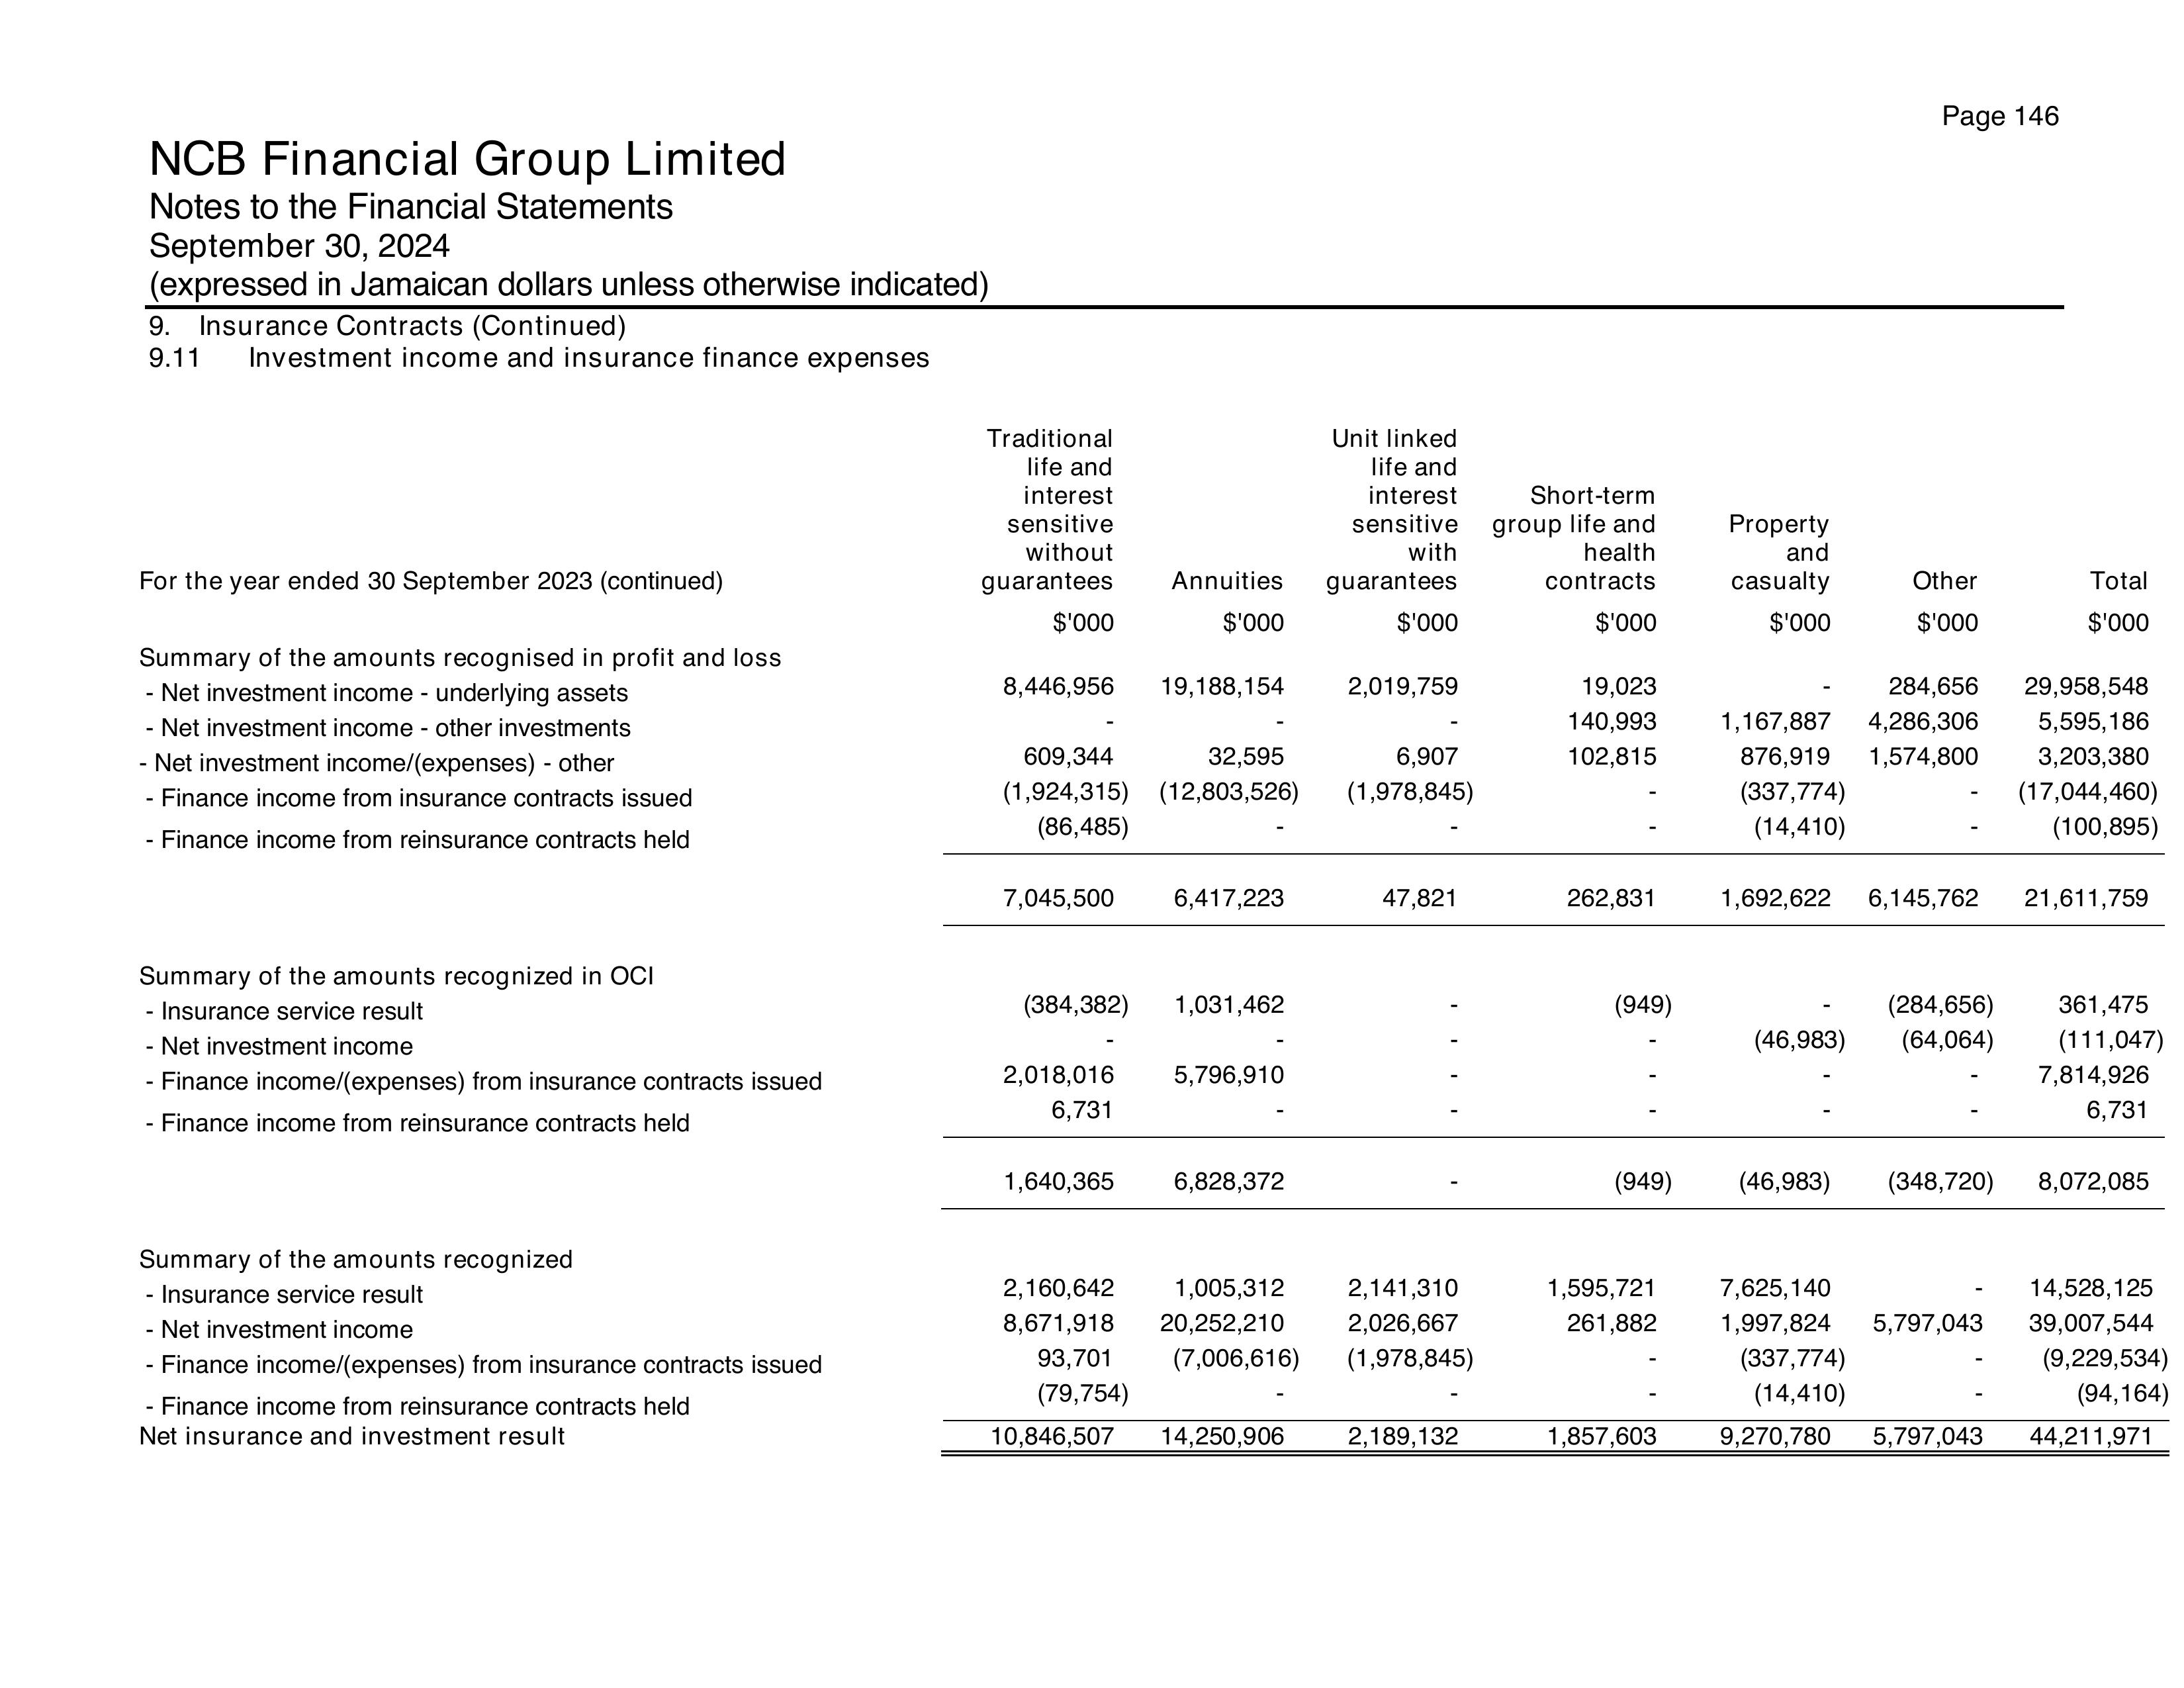 Page 146
NCB Financial Group Limited
Notes to the Financial Statements
September 30, 2024
(expressed in Jamaican dollars unless otherwise indicated)
9. Insurance Contracts (Continued)
9.11 Investment income and insurance finance expenses
Traditional Unit linked
life and life and
interest interest Short-term
sensitive sensitive group life and Property
without with health and
For the year ended 30 September 2023 (continued) guarantees Annuities guarantees contracts casualty Other Total
$'000 $'000 $'000 $'000 $'000 $'000 $'000
Summary of the amounts recognised in profit and loss
- Net investment income - underlying assets 8,446,956 19,188,154 2,019,759 19,023 - 284,656 29,958,548
- Net investment income - other investments - - - 140,993 1,167,887 4,286,306 5,595,186
- Net investment income/(expenses) - other 609,344 32,595 6,907 102,815 876,919 1,574,800 3,203,380
- Finance income from insurance contracts issued (1,924,315) (12,803,526) (1,978,845) - (337,774) - (17,044,460)
- Finance income from reinsurance contracts held (86,485) - - - (14,410) - (100,895)
7,045,500 6,417,223 47,821 262,831 1,692,622 6,145,762 21,611,759
Summary of the amounts recognized in OCI
- Insurance service result (384,382) 1,031,462 - (949) - (284,656) 361,475
- Net investment income - - - - (46,983) (64,064) (111,047)
- Finance income/(expenses) from insurance contracts issued 2,018,016 5,796,910 - - - - 7,814,926
- Finance income from reinsurance contracts held 6,731 - - - - - 6,731
1,640,365 6,828,372 - (949) (46,983) (348,720) 8,072,085
Summary of the amounts recognized
- Insurance service result 2,160,642 1,005,312 2,141,310 1,595,721 7,625,140 - 14,528,125
- Net investment income 8,671,918 20,252,210 2,026,667 261,882 1,997,824 5,797,043 39,007,544
- Finance income/(expenses) from insurance contracts issued 93,701 (7,006,616) (1,978,845) - (337,774) - (9,229,534)
- Finance income from reinsurance contracts held (79,754) - - - (14,410) - (94,164)
Net insurance and investment result 10,846,507 14,250,906 2,189,132 1,857,603 9,270,780 5,797,043 44,211,971